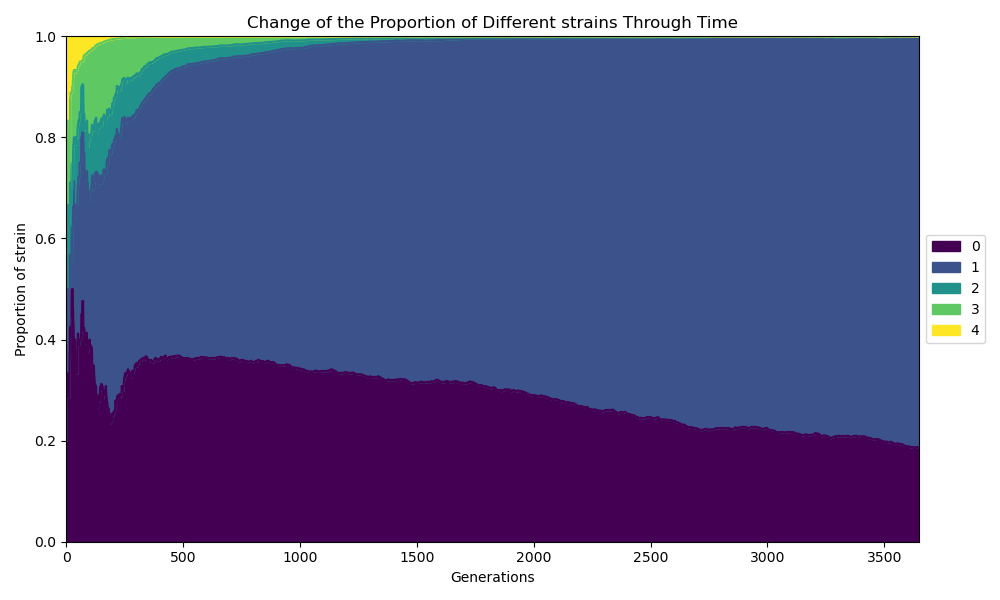 Change of the Proportion of Different strains Through Time
1.0
0.8
0.6
0.4
0.2
0.0
Proportion of strain
0 500 1000 1500 2000 2500 3000 3500
Generations
0
1
2
3
4